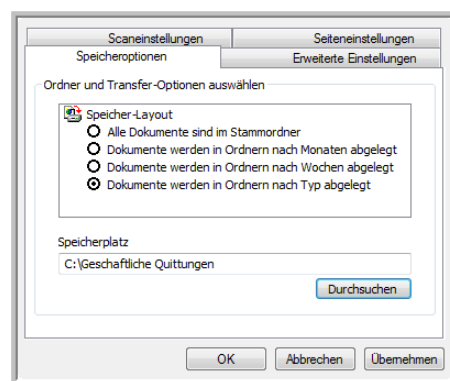 Scaneinstellungen
Seiteneinstellungen
Speicheroptionen
Erweiterte Einstellungen
Ordner und Transfer-Optionen auswählen
Speicher-Layout
Alle Dokumente sind im Stammordner
Dokumente werden in Ordnern nach Monaten abgelegt
Dokumente werden in Ordnern nach Wochen abgelegt
Dokumente werden in Ordnern nach Typ abgelegt
Speicherplatz
C:\Geschaftliche Quittungen
Durchsuchen
OK
Abbrechen
Übernehmen